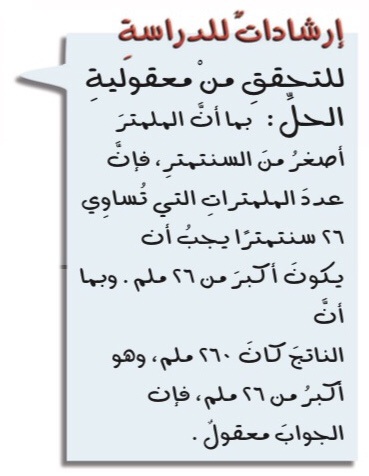 إرشاداتٌ للدراسةِ
للتحققِ منْ معقوليةِ
الحلِّ : بما أنَّ الملمترَ
أصغرُ منَ السنتمترِ، فإنَّ
عددَ الملمتراتِ التي تُساوِي
٢٦ سنتمترًا يجبُ أن
يكونَ أكبرَ من ٢٦ ملم . وبما
أنَّ
الناتجَ كانَ ٢٦٠ ملم، وهو
أكبرُ من ٢٦ ملم، فإن
الجوابَ معقولٌ .